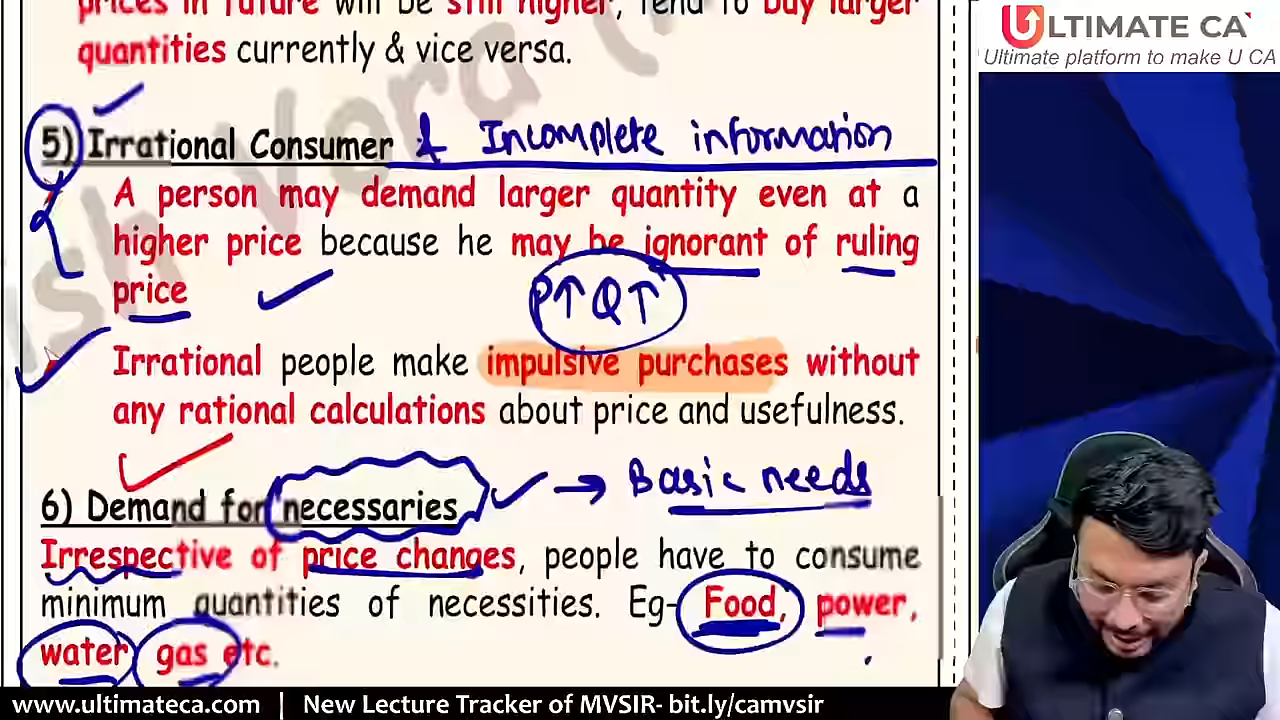 prices in future will be still higher, tend to buy larger
quantities currently & vice versa.
5) Irrational Consumer & Incomplete information
A person may demand larger quantity even at a
higher price because he may be ignorant of ruling
price
P↑ Q↑
Irrational people make impulsive purchases without
any rational calculations about price and usefulness.
6) Demand for necessaries → Basic needs
Irrespective of price changes, people have to consume
minimum quantities of necessities. Eg- Food, power,
water, gas etc.
ULTIMATE CA
Ultimate platform to make U CA
www.ultimateca.com | New Lecture Tracker of MVSIR- bit.ly/camvsir